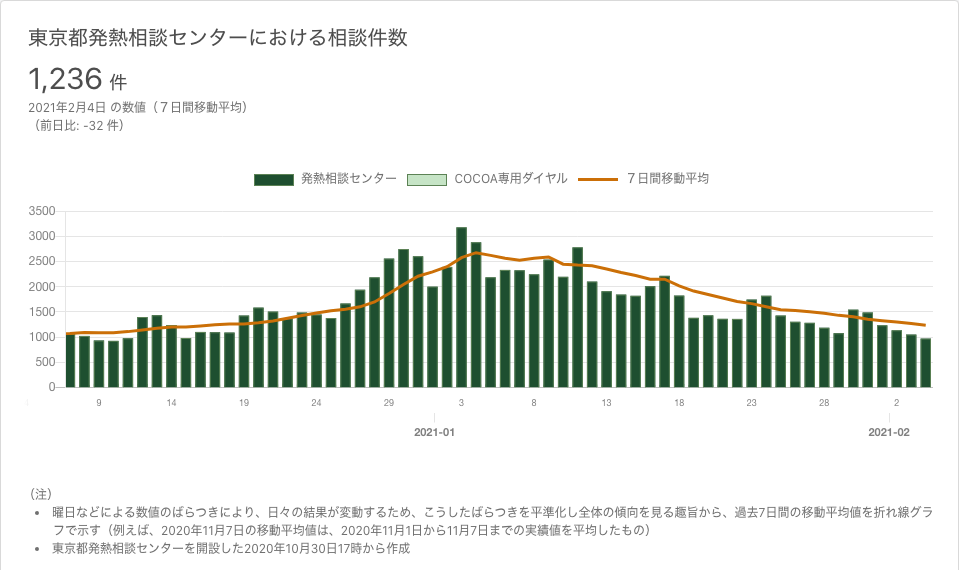 東京都発熱相談センターにおける相談件数
1,236 件
2021年2月4日 の数値（７日間移動平均）
（前日比: -32 件）
発熱相談センター COCOA専用ダイヤル ７日間移動平均
3500
3000
2500
2000
1500
1000
500
0
9 14 19 24 29 3 8 13 18 23 28 2
2021-01 2021-02
（注）
• 曜日などによる数値のばらつきにより、日々の結果が変動するため、こうしたばらつきを平準化し全体の傾向を見る趣旨から、過去7日間の移動平均値を折れ線グラ
フで示す（例えば、2020年11月7日の移動平均値は、2020年11月1日から11月7日までの実績値を平均したもの）
• 東京都発熱相談センターを開設した2020年10月30日17時から作成